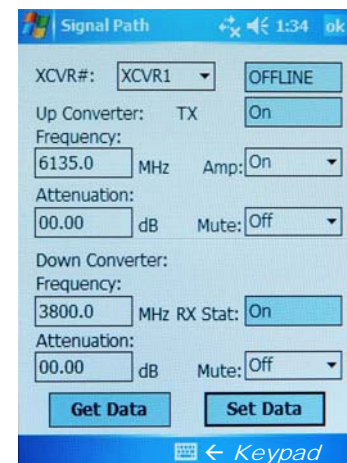 Signal Path 1:34 ok
XCVR#: XCVR1 OFFLINE
Up Converter: TX On
Frequency:
6135.0 MHz Amp: On
Attenuation:
00.00 dB Mute: Off
Down Converter:
Frequency:
3800.0 MHz RX Stat: On
Attenuation:
00.00 dB Mute: Off
Get Data Set Data
← Keypad